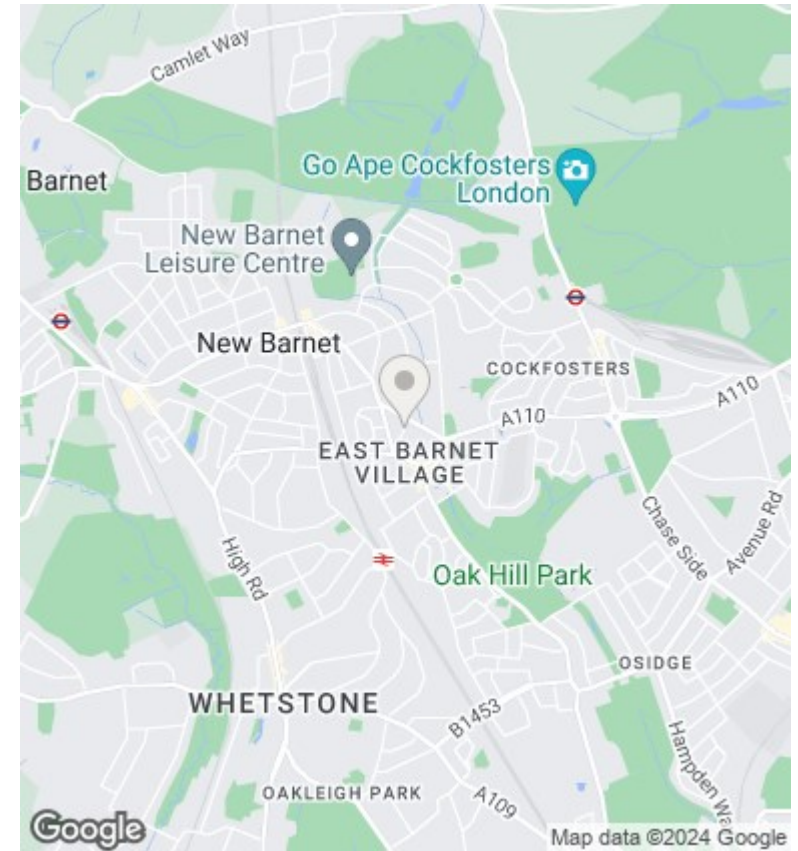 Camlet Way
Barnet
Go Ape Cockfosters
London
New Barnet
Leisure Centre
New Barnet
COCKFOSTERS
A110
A110
EAST BARNET
VILLAGE
Chase Side
Avenue Rd
High Rd
Oak Hill Park
OSIDGE
WHETSTONE
B1453
Hampden Wa
OAKLEIGH PARK
A109
Google
Map data ©2024 Google